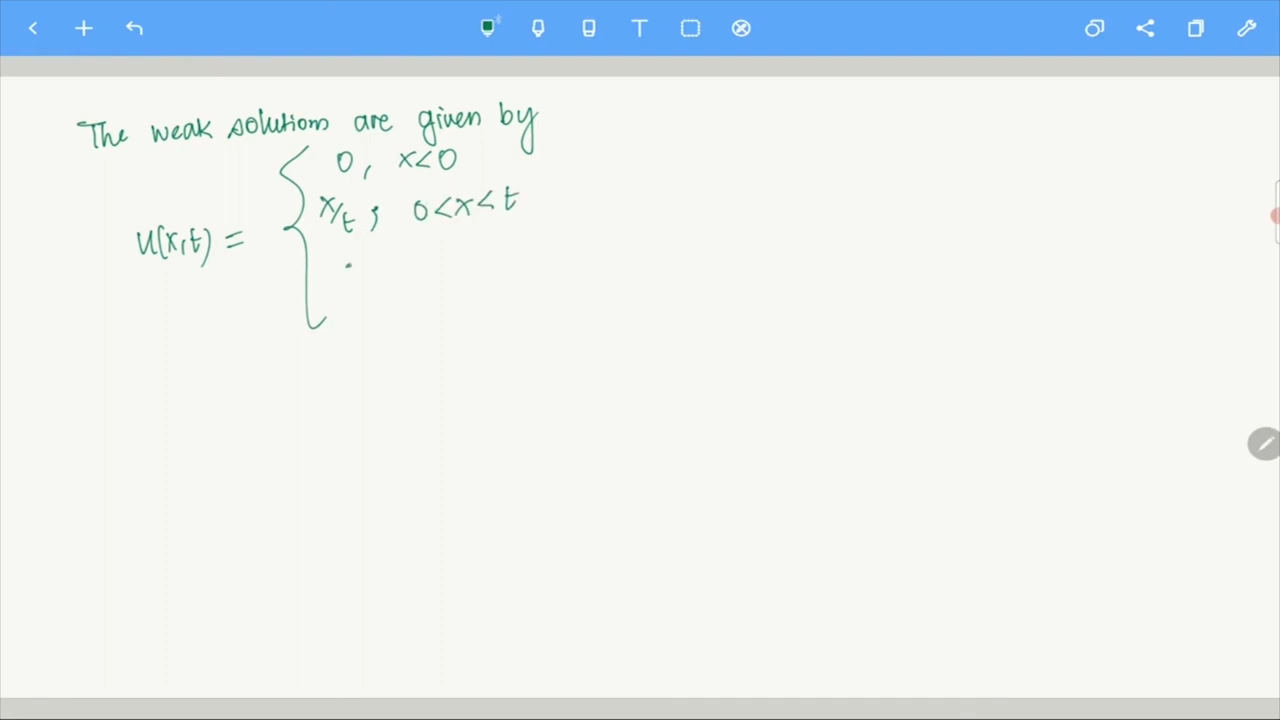 The weak solutions are given by
0, x<0
x/t, 0<x<t
u(x,t) =